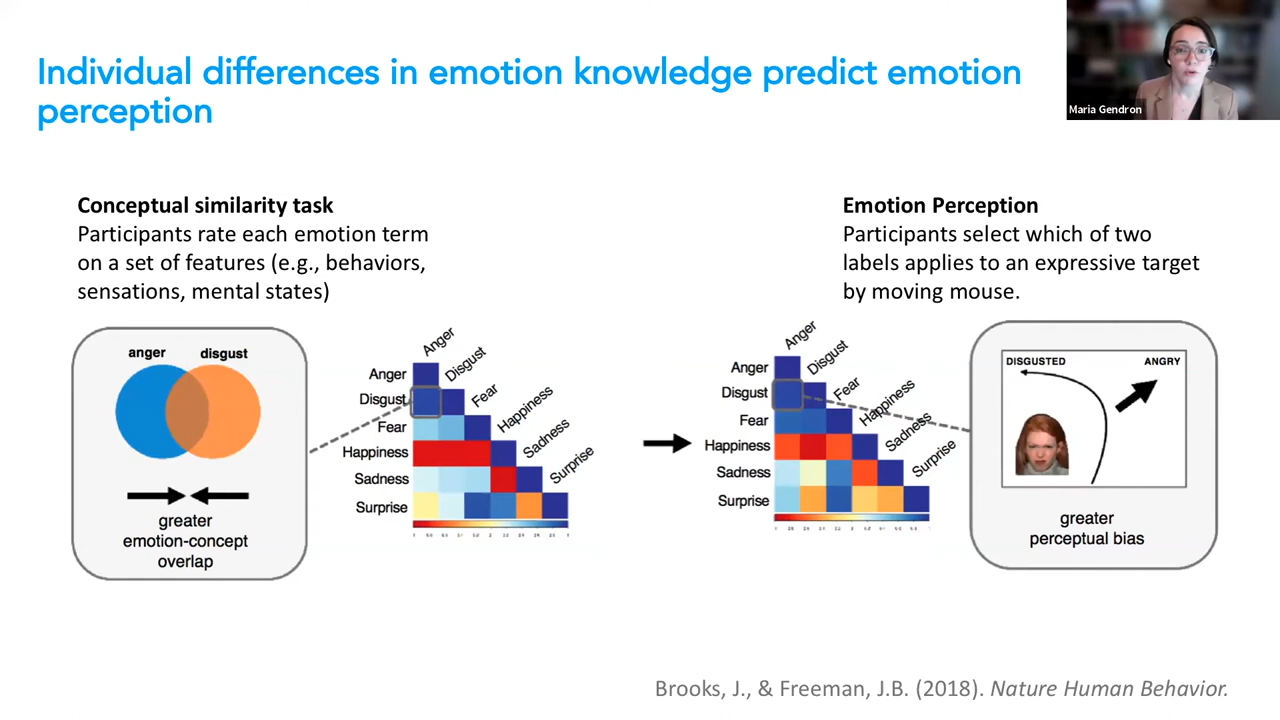 Individual differences in emotion knowledge predict emotion
perception
Maria Gendron
Conceptual similarity task
Participants rate each emotion term
on a set of features (e.g., behaviors,
sensations, mental states)
Emotion Perception
Participants select which of two
labels applies to an expressive target
by moving mouse.
anger disgust
greater
emotion-concept
overlap
Anger
Disgust
Fear
Happiness
Sadness
Surprise
Anger
Disgust
Fear
Happiness
Sadness
Surprise
Anger
Disgust
Fear
Happiness
Sadness
Surprise
Anger
Disgust
Fear
Happiness
Sadness
Surprise
DISGUSTED ANGRY
greater
perceptual bias
Brooks, J., & Freeman, J.B. (2018). Nature Human Behavior.